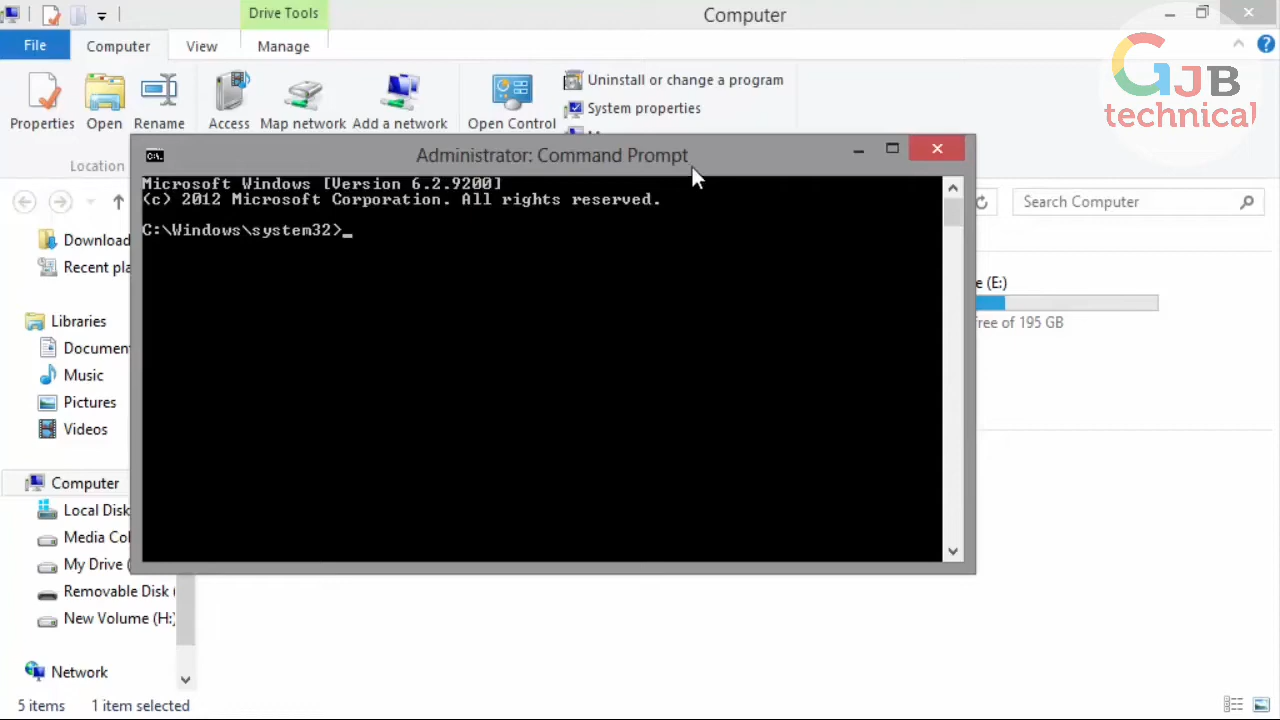 Drive Tools
Computer
File
Computer
View
Manage
Properties
Open
Rename
Access
Map network
Add a network
Open Control
Uninstall or change a program
System properties
Location
GJB
technical
Administrator: Command Prompt
C:\.
Microsoft Windows [Version 6.2.9200]
(c) 2012 Microsoft Corporation. All rights reserved.
C:\Windows\system32>_
Search Computer
Download
Recent pla
Libraries
Documen
Music
Pictures
Videos
Computer
Local Disk
Media Col
My Drive (
Removable Disk (
New Volume (H:)
Network
e (E:)
free of 195 GB
5 items
1 item selected